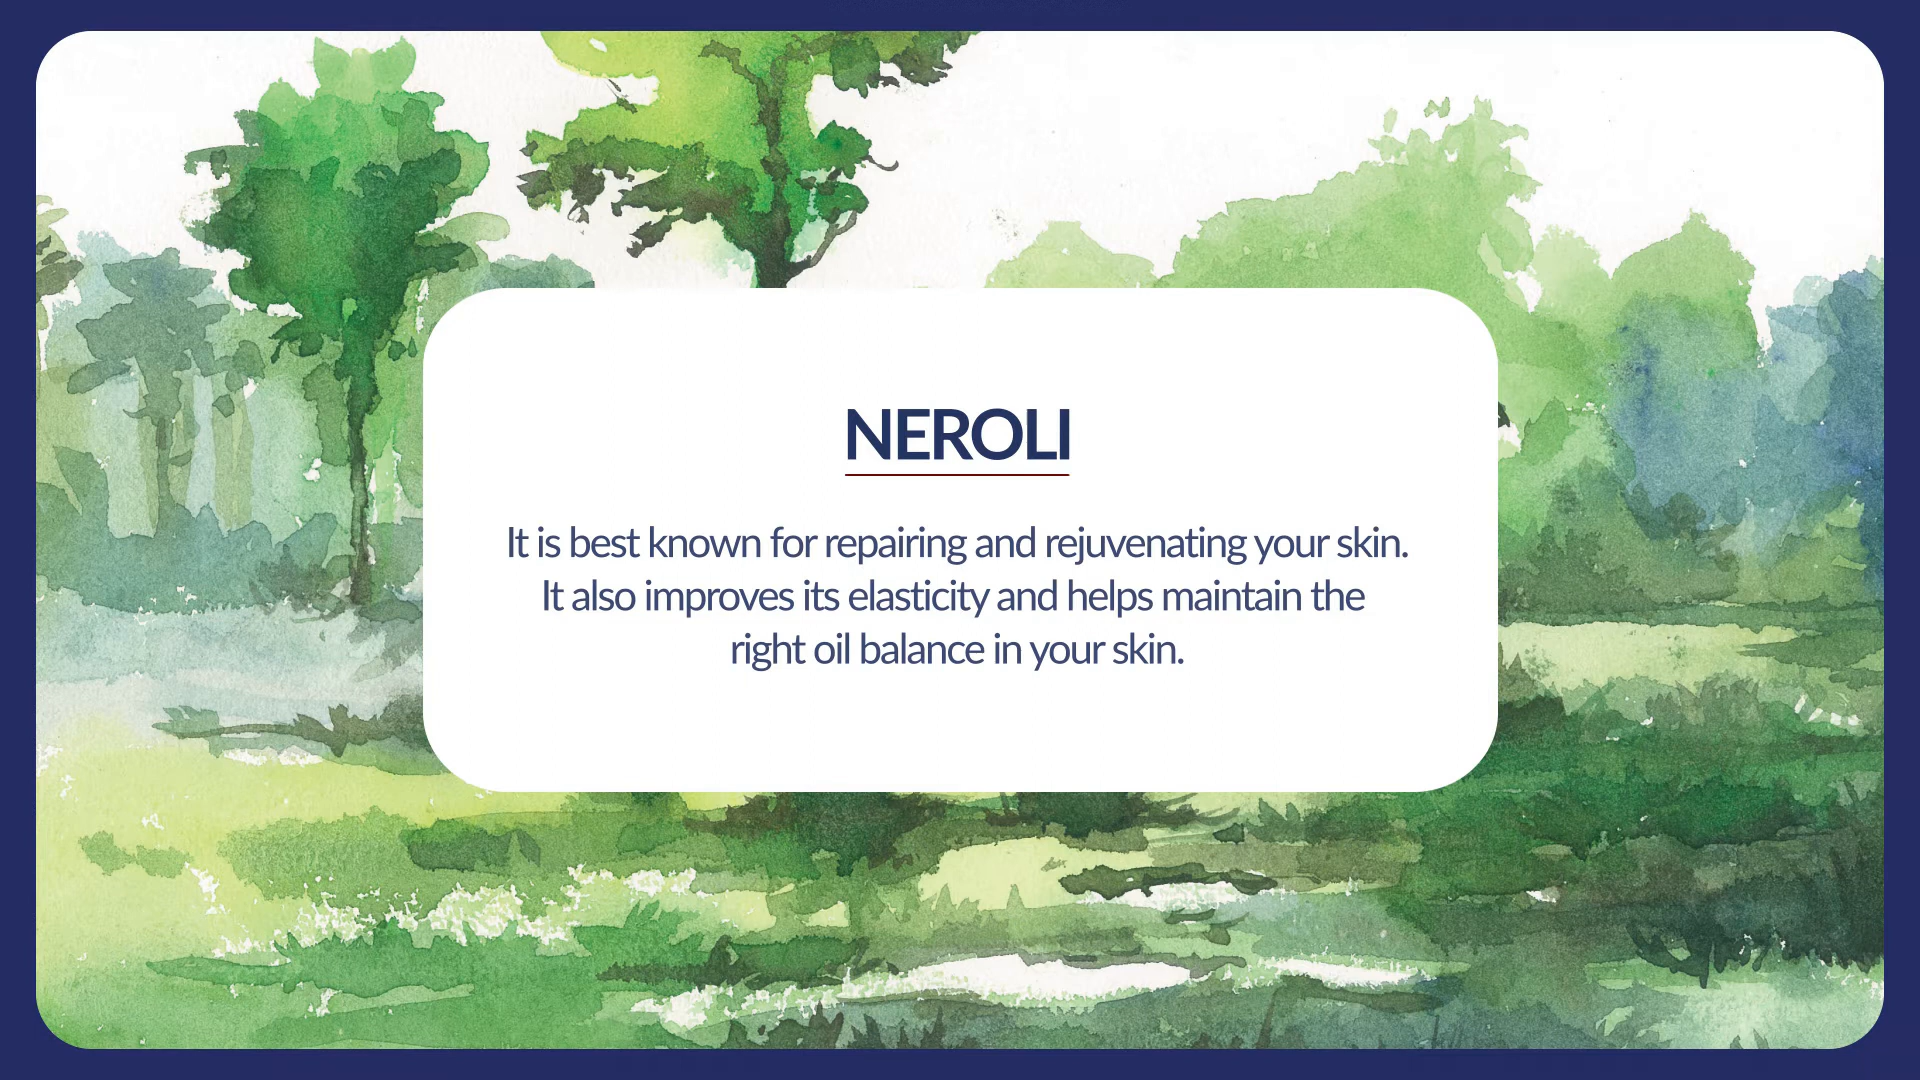 NEROLI
It is best known for repairing and rejuvenating your skin.
It also improves its elasticity and helps maintain the
right oil balance in your skin.